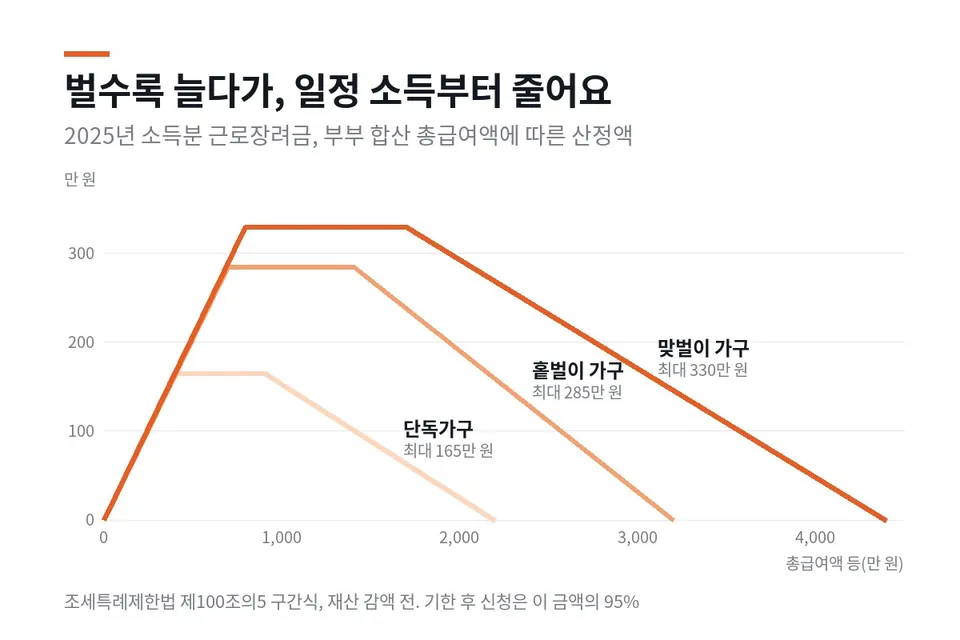 벌수록 늘다가, 일정 소득부터 줄어요
2025년 소득분 근로장려금, 부부 합산 총급여액에 따른 산정액
만 원
300
200
100
0
맞벌이 가구
최대 330만 원
홑벌이 가구
최대 285만 원
단독가구
최대 165만 원
0 1,000 2,000 3,000 4,000
총급여액 등(만 원)
조세특례제한법 제100조의5 구간식, 재산 감액 전. 기한 후 신청은 이 금액의 95%